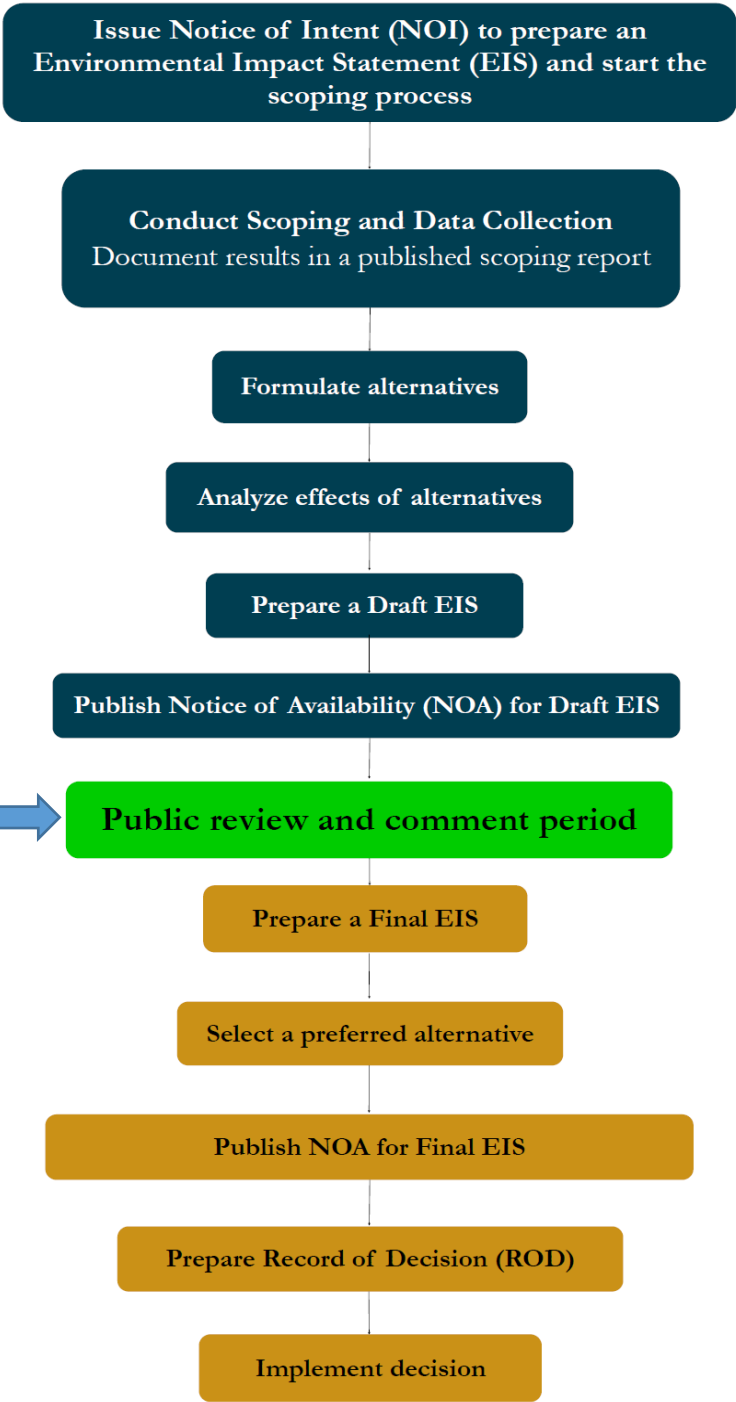 Issue Notice of Intent (NOI) to prepare an
Environmental Impact Statement (EIS) and start the
scoping process
Conduct Scoping and Data Collection
Document results in a published scoping report
Formulate alternatives
Analyze effects of alternatives
Prepare a Draft EIS
Publish Notice of Availability (NOA) for Draft EIS
Public review and comment period
Prepare a Final EIS
Select a preferred alternative
Publish NOA for Final EIS
Prepare Record of Decision (ROD)
Implement decision